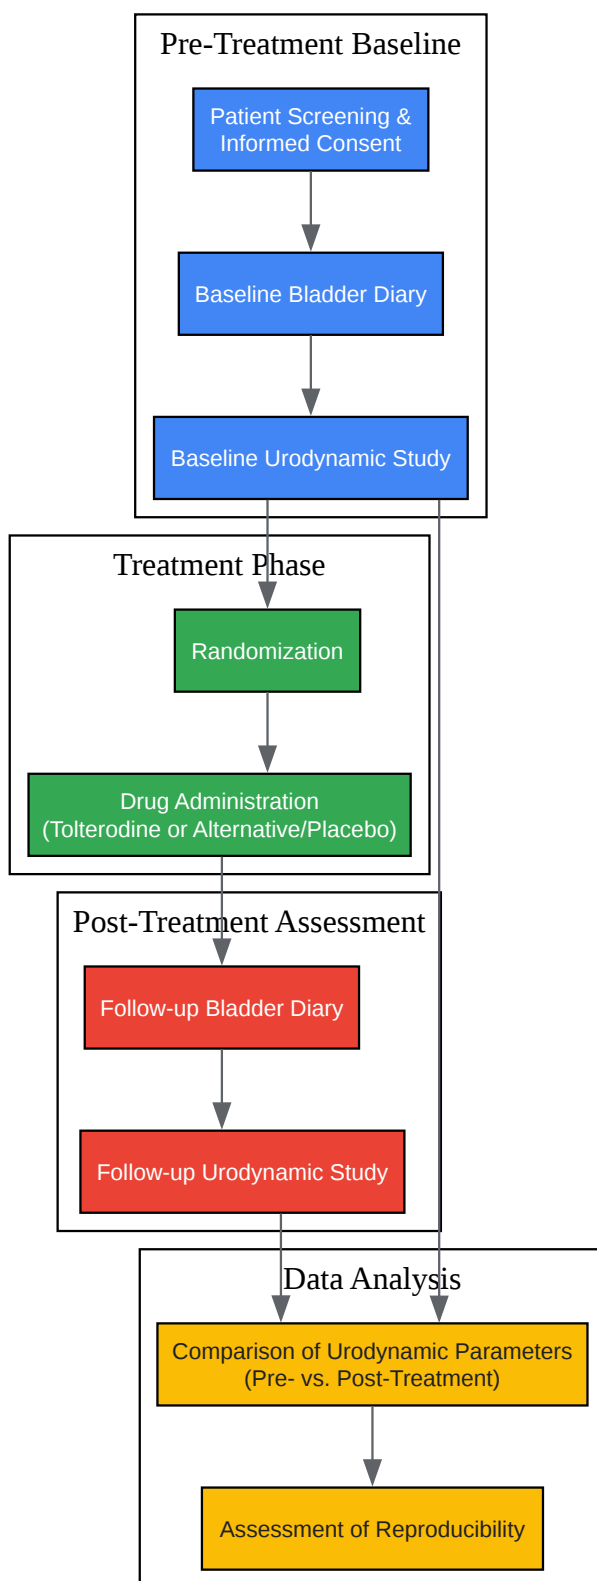 Pre-Treatment Baseline
Patient Screening &
Informed Consent
Baseline Bladder Diary
Baseline Urodynamic Study
Treatment Phase
Randomization
Drug Administration
(Tolterodine or Alternative/Placebo)
Post-Treatment Assessment
Follow-up Bladder Diary
Follow-up Urodynamic Study
Data Analysis
Comparison of Urodynamic Parameters
(Pre- vs. Post-Treatment)
Assessment of Reproducibility